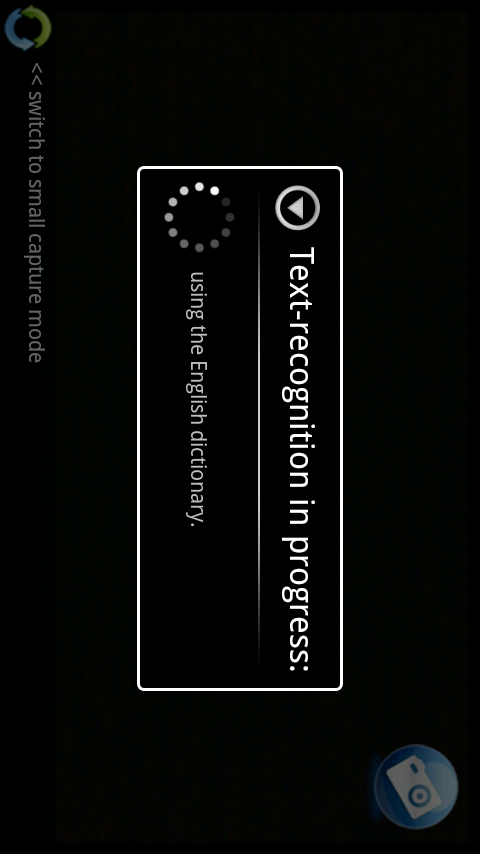 Text-recognition in progress:
using the English dictionary.
<< switch to small capture mode